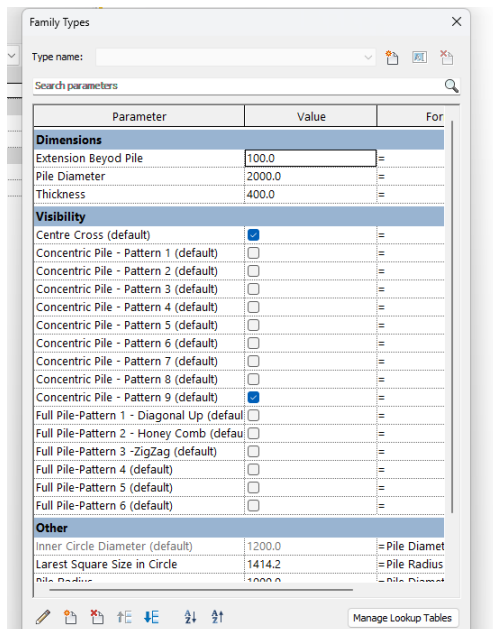 Family Types
Type name:
Search parameters
Parameter Value For
Dimensions
Extension Beyod Pile 100.0 =
Pile Diameter 2000.0 =
Thickness 400.0 =
Visibility
Centre Cross (default) =
Concentric Pile - Pattern 1 (default) =
Concentric Pile - Pattern 2 (default) =
Concentric Pile - Pattern 3 (default) =
Concentric Pile - Pattern 4 (default) =
Concentric Pile - Pattern 5 (default) =
Concentric Pile - Pattern 6 (default) =
Concentric Pile - Pattern 7 (default) =
Concentric Pile - Pattern 8 (default) =
Concentric Pile - Pattern 9 (default) =
Full Pile-Pattern 1 - Diagonal Up (defaul =
Full Pile-Pattern 2 - Honey Comb (defau =
Full Pile-Pattern 3 -ZigZag (default) =
Full Pile-Pattern 4 (default) =
Full Pile-Pattern 5 (default) =
Full Pile-Pattern 6 (default) =
Other
Inner Circle Diameter (default) 1200.0 =Pile Diamet
Larest Square Size in Circle 1414.2 =Pile Radius
Pile Radius 1000.0 =Pile Diamet
Manage Lookup Tables